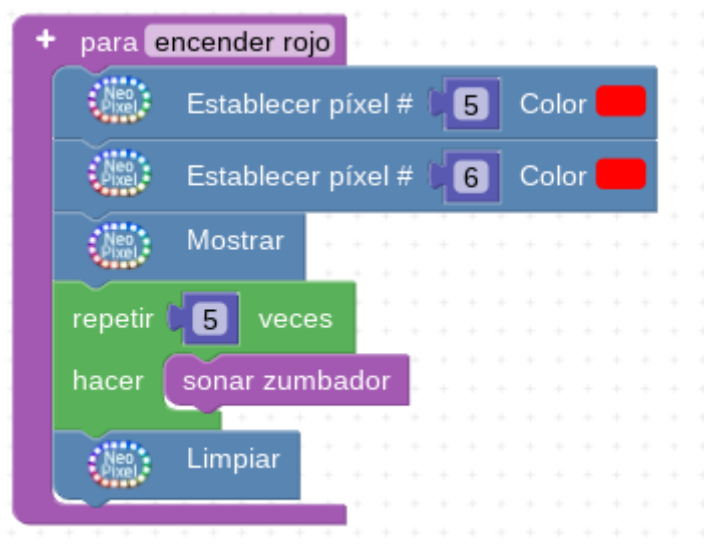 + para encender rojo
Neo Pixel Establecer píxel # 5 Color
Neo Pixel Establecer píxel # 6 Color
Neo Pixel Mostrar
repetir 5 veces
hacer sonar zumbador
Neo Pixel Limpiar